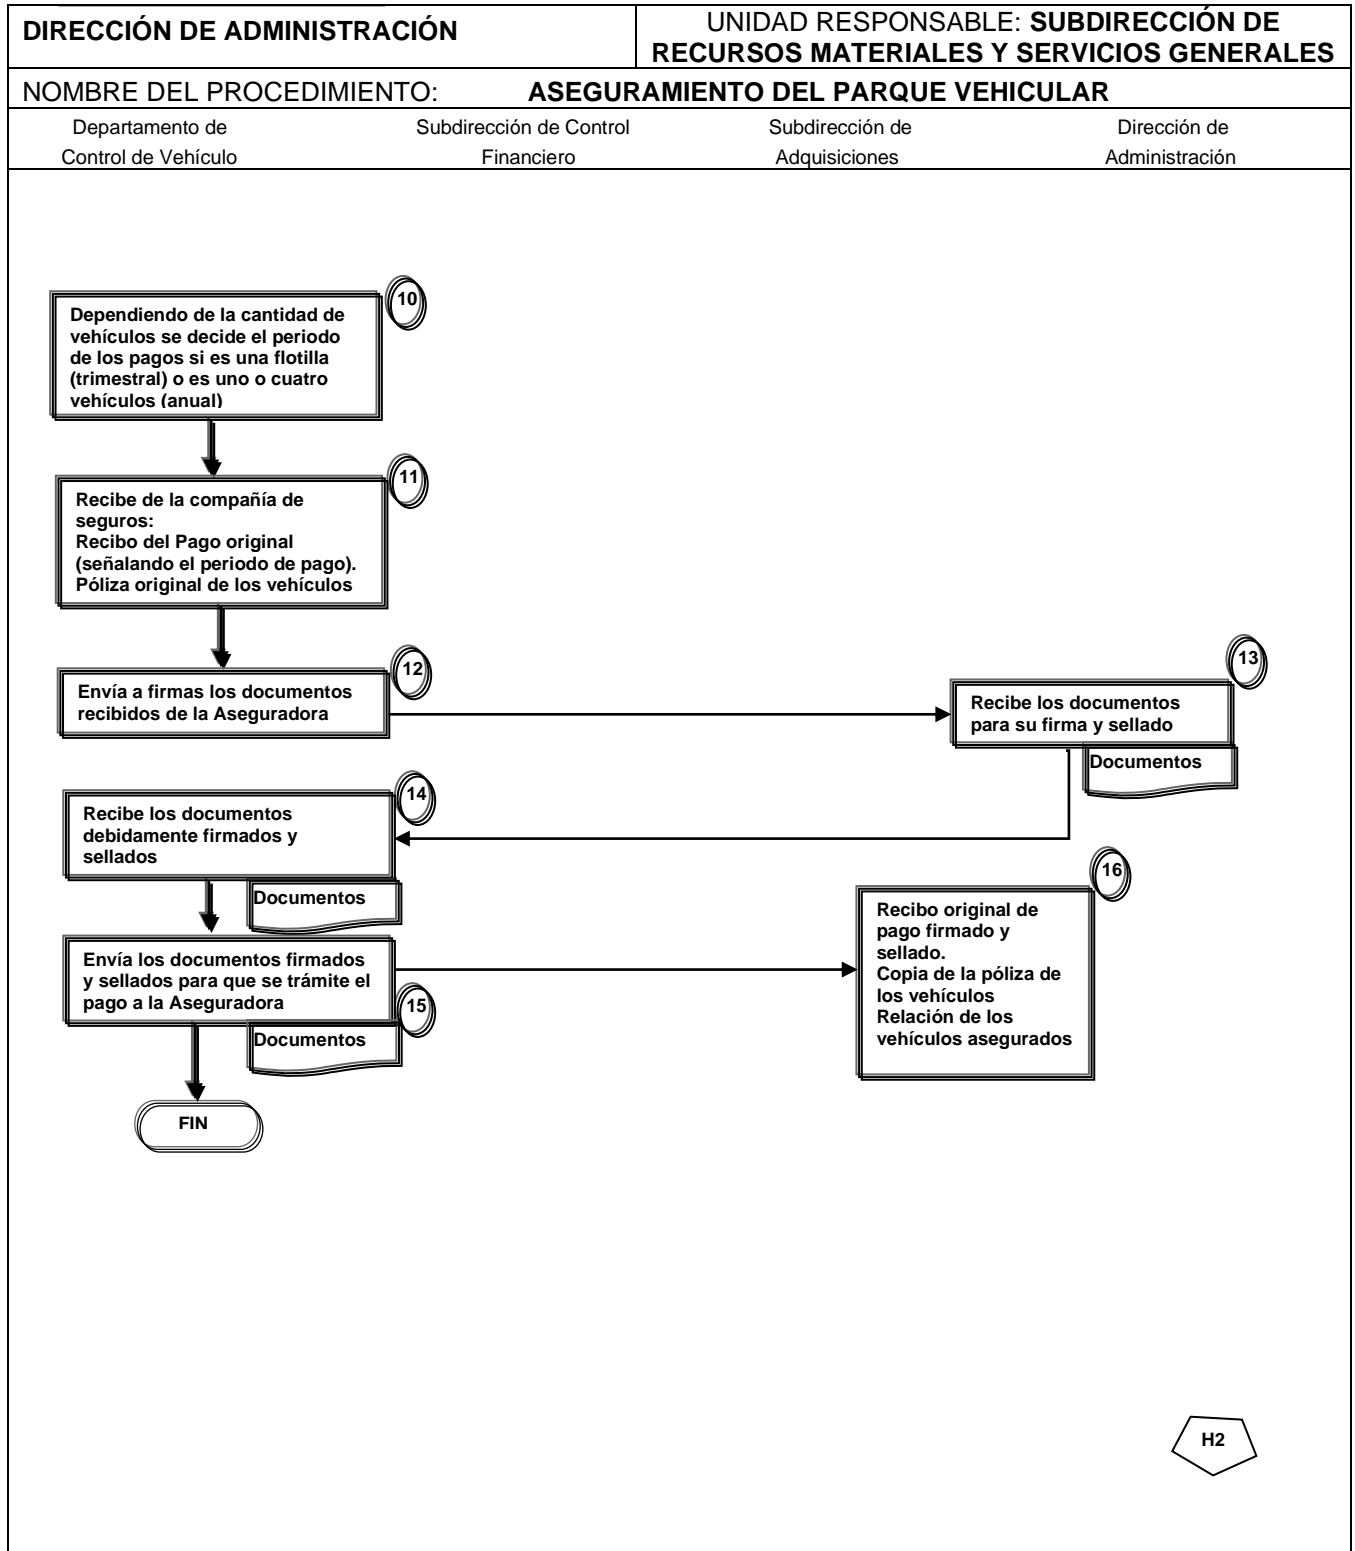 DIRECCIÓN DE ADMINISTRACIÓN
UNIDAD RESPONSABLE: SUBDIRECCIÓN DE
RECURSOS MATERIALES Y SERVICIOS GENERALES
NOMBRE DEL PROCEDIMIENTO: ASEGURAMIENTO DEL PARQUE VEHICULAR
Departamento de
Control de Vehículo
Subdirección de Control
Financiero
Subdirección de
Adquisiciones
Dirección de
Administración
10
Dependiendo de la cantidad de
vehículos se decide el periodo
de los pagos si es una flotilla
(trimestral) o es uno o cuatro
vehículos (anual)
11
Recibe de la compañía de
seguros:
Recibo del Pago original
(señalando el periodo de pago).
Póliza original de los vehículos
12
Envía a firmas los documentos
recibidos de la Aseguradora
13
Recibe los documentos
para su firma y sellado
Documentos
14
Recibe los documentos
debidamente firmados y
sellados
Documentos
Envía los documentos firmados
y sellados para que se trámite el
pago a la Aseguradora
15
Documentos
16
Recibo original de
pago firmado y
sellado.
Copia de la póliza de
los vehículos
Relación de los
vehículos asegurados
FIN
H2